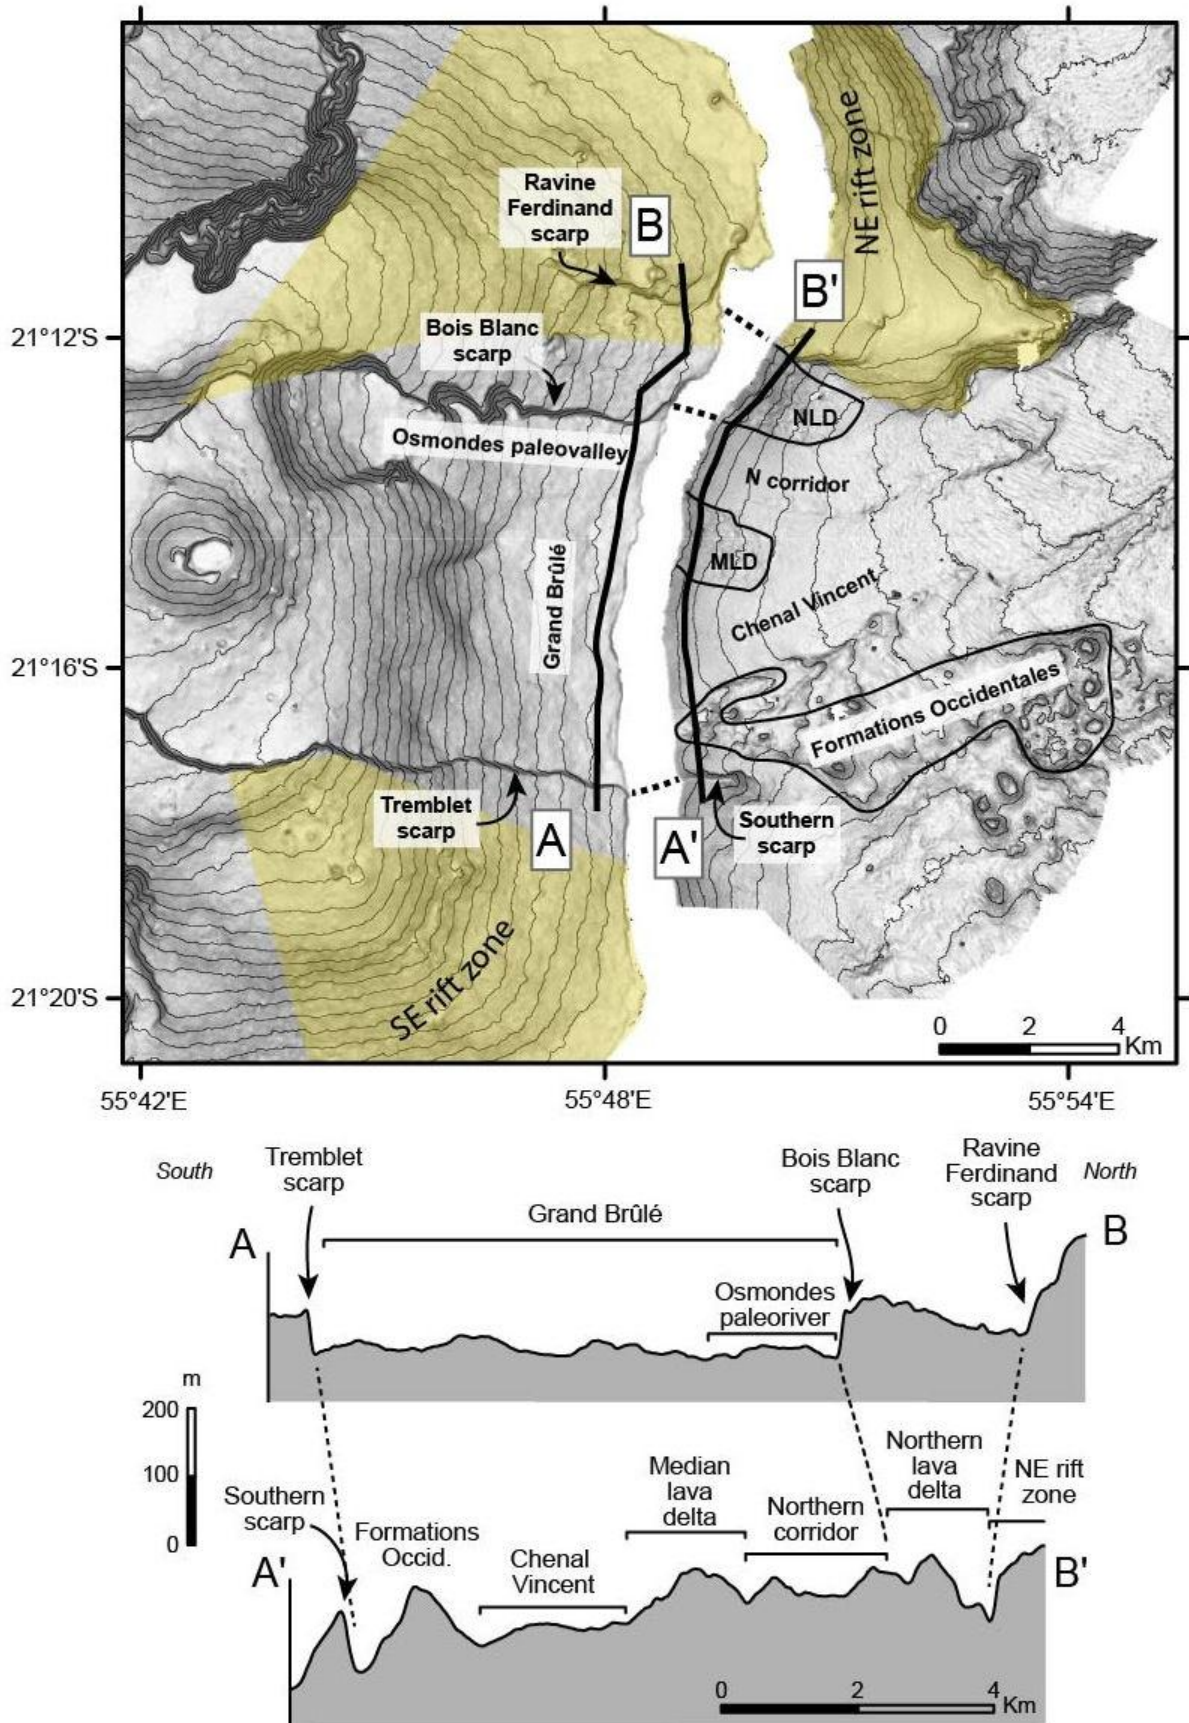 NE rift zone
Ravine
Ferdinand
scarp
B
B'
21°12'S
Bois Blanc
scarp
NLD
Osmondes paleovalley
N corridor
MLD
Grand Brûlé
Chenal Vincent
21°16'S
Formations Occidentales
Tremblet
scarp
A
A'
Southern
scarp
SE rift zone
21°20'S
0 2 4
Km
55°42'E
55°48'E
55°54'E
South
Tremblet
scarp
Bois Blanc
scarp
Ravine
Ferdinand
scarp
North
Grand Brûlé
A
B
Osmondes
paleoriver
m
200
100
0
Southern
scarp
Formations
Occid.
Chenal
Vincent
Median
lava
delta
Northern
corridor
Northern
lava
delta
NE rift
zone
A'
B'
0 2 4
Km